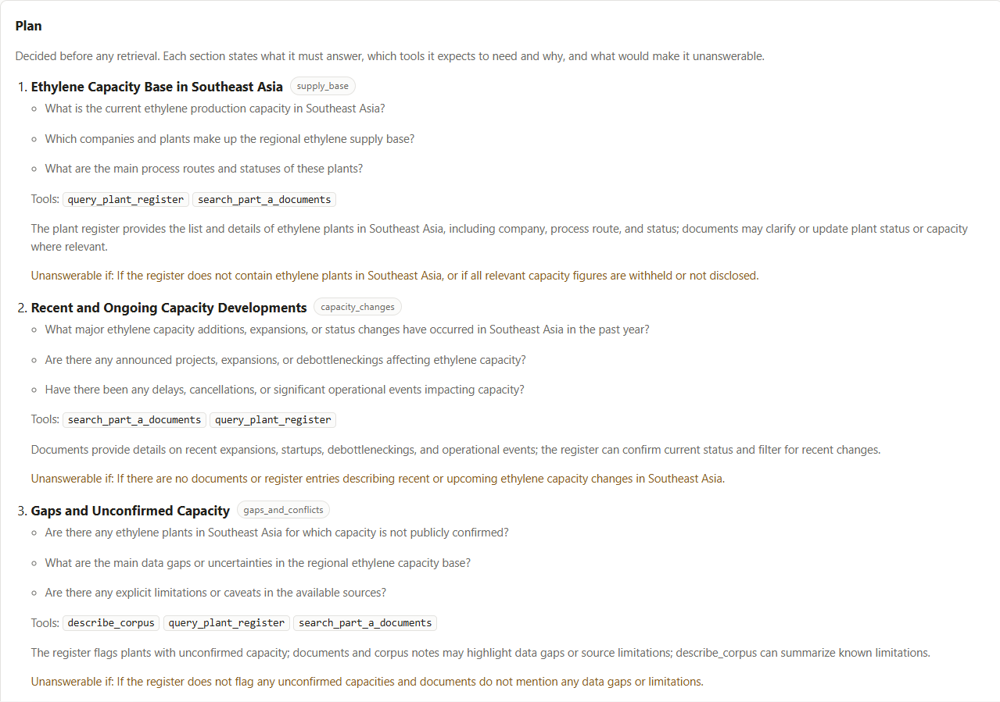 Plan
Decided before any retrieval. Each section states what it must answer, which tools it expects to need and why, and what would make it unanswerable.
1. Ethylene Capacity Base in Southeast Asia supply_base
What is the current ethylene production capacity in Southeast Asia?
Which companies and plants make up the regional ethylene supply base?
What are the main process routes and statuses of these plants?
Tools: query_plant_register search_part_a_documents
The plant register provides the list and details of ethylene plants in Southeast Asia, including company, process route, and status; documents may clarify or update plant status or capacity
where relevant.
Unanswerable if: If the register does not contain ethylene plants in Southeast Asia, or if all relevant capacity figures are withheld or not disclosed.
2. Recent and Ongoing Capacity Developments capacity_changes
What major ethylene capacity additions, expansions, or status changes have occurred in Southeast Asia in the past year?
Are there any announced projects, expansions, or debottleneckings affecting ethylene capacity?
Have there been any delays, cancellations, or significant operational events impacting capacity?
Tools: search_part_a_documents query_plant_register
Documents provide details on recent expansions, startups, debottleneckings, and operational events; the register can confirm current status and filter for recent changes.
Unanswerable if: If there are no documents or register entries describing recent or upcoming ethylene capacity changes in Southeast Asia.
3. Gaps and Unconfirmed Capacity gaps_and_conflicts
Are there any ethylene plants in Southeast Asia for which capacity is not publicly confirmed?
What are the main data gaps or uncertainties in the regional ethylene capacity base?
Are there any explicit limitations or caveats in the available sources?
Tools: describe_corpus query_plant_register search_part_a_documents
The register flags plants with unconfirmed capacity; documents and corpus notes may highlight data gaps or source limitations; describe_corpus can summarize known limitations.
Unanswerable if: If the register does not flag any unconfirmed capacities and documents do not mention any data gaps or limitations.